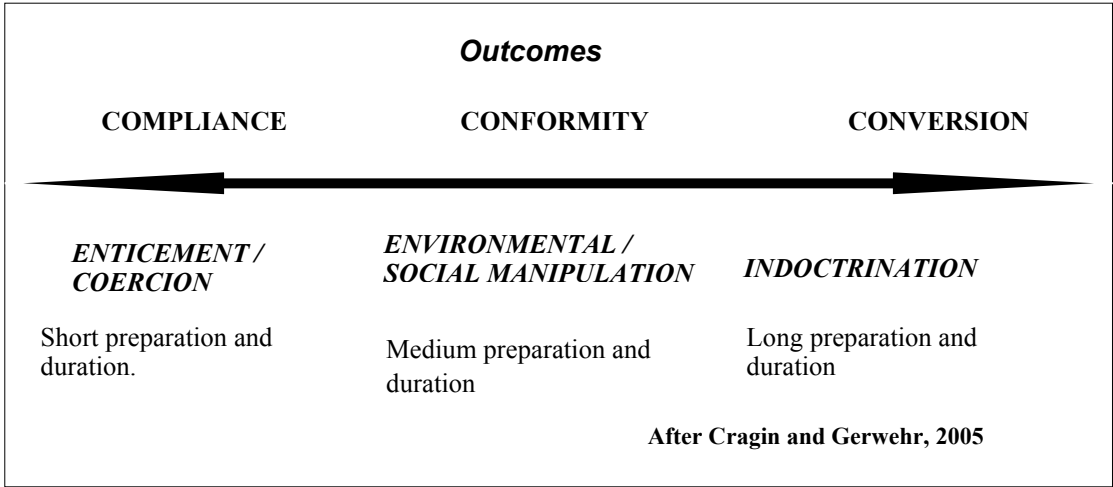 Outcomes
COMPLIANCE
CONFORMITY
CONVERSION
ENTICEMENT /
COERCION
Short preparation and
duration.
ENVIRONMENTAL /
SOCIAL MANIPULATION
Medium preparation and
duration
INDOCTRINATION
Long preparation and
duration
After Cragin and Gerwehr, 2005